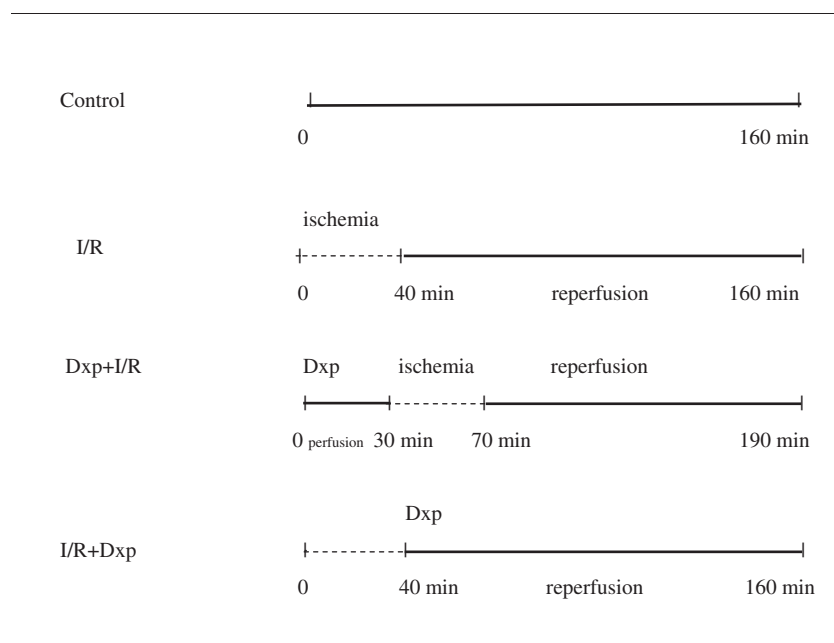 Control
0 160 min
ischemia
I/R
0 40 min reperfusion 160 min
Dxp+I/R Dxp ischemia reperfusion
0 perfusion 30 min 70 min 190 min
Dxp
I/R+Dxp
0 40 min reperfusion 160 min